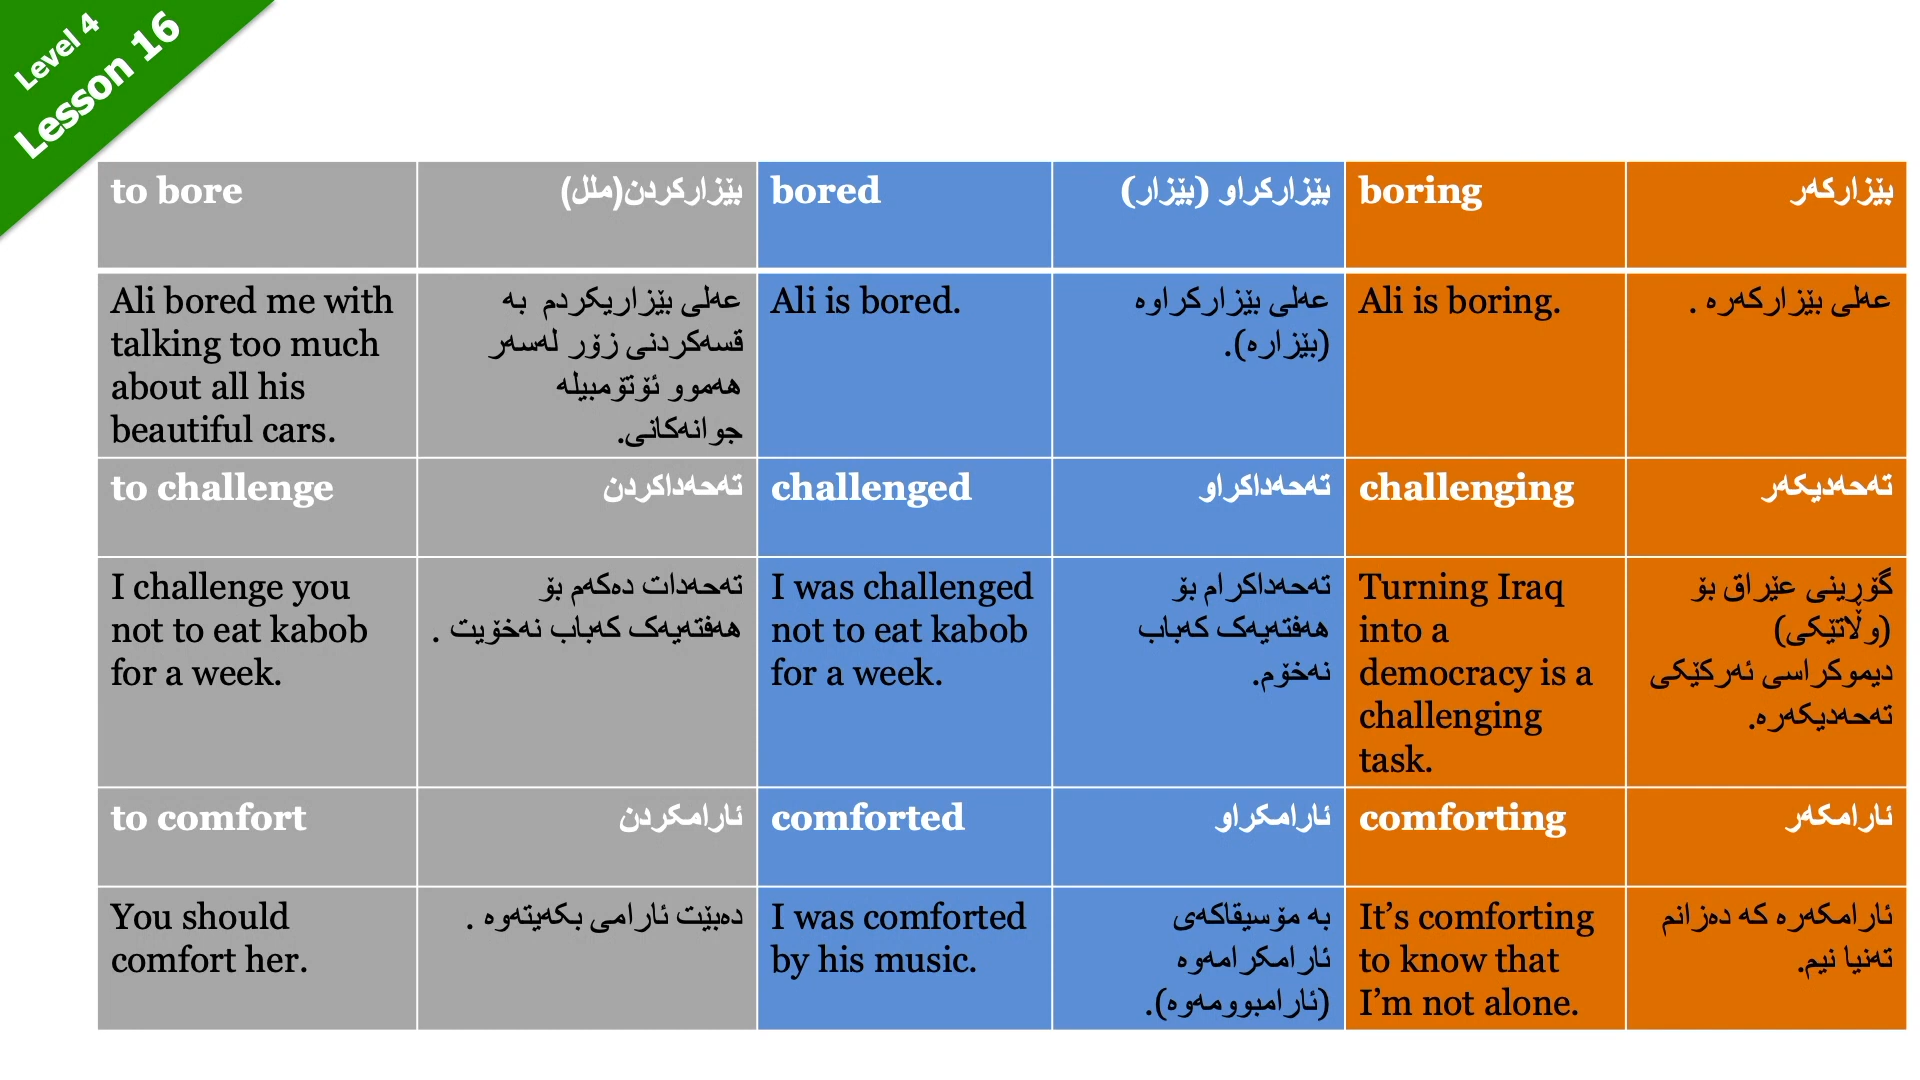 Level 4
Lesson 16
to bore
بێزارکردن(ملل)
bored
بێزارکراو (بێزار)
boring
بێزارکەر
Ali bored me with
talking too much
about all his
beautiful cars.
عەلی بێزاریکردم بە
قسەکردنی زۆر لەسەر
هەموو ئۆتۆمبیلە
جوانەکانی.
Ali is bored.
عەلی بێزارکراوە
(بێزارە).
Ali is boring.
عەلی بێزارکەرە .
to challenge
تەحەداکردن
challenged
تەحەداکراو
challenging
تەحەدیکەر
I challenge you
not to eat kabob
for a week.
تەحەدات دەکەم بۆ
هەفتەیەک کەباب نەخۆیت .
I was challenged
not to eat kabob
for a week.
تەحەداکرام بۆ
هەفتەیەک کەباب
نەخۆم.
Turning Iraq
into a
democracy is a
challenging
task.
گۆڕینی عێراق بۆ
(وڵاتێکی)
دیموکراسی ئەرکێکی
تەحەدیکەرە.
to comfort
ئارامکردن
comforted
ئارامکراو
comforting
ئارامکەر
You should
comfort her.
دەبێت ئارامی بکەیتەوە .
I was comforted
by his music.
بە مۆسیقاکەی
ئارامکرامەوە
(ئارامبوومەوە).
It’s comforting
to know that
I’m not alone.
ئارامکەرە کە دەزانم
تەنیا نیم.